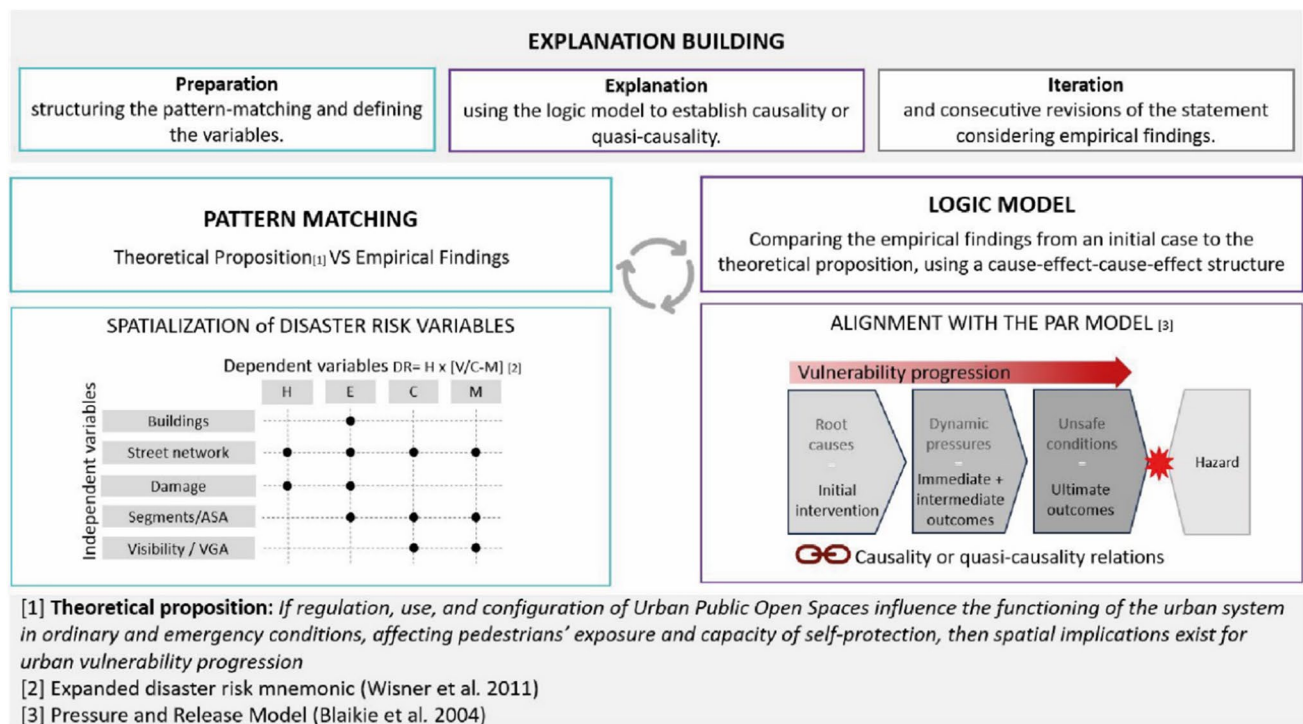 EXPLANATION BUILDING
Preparation
structuring the pattern-matching and defining
the variables.
Explanation
using the logic model to establish causality or
quasi-causality.
Iteration
and consecutive revisions of the statement
considering empirical findings.
PATTERN MATCHING
Theoretical Proposition[1] VS Empirical Findings
LOGIC MODEL
Comparing the empirical findings from an initial case to the
theoretical proposition, using a cause-effect-cause-effect structure
SPATIALIZATION of DISASTER RISK VARIABLES
Dependent variables DR= H x [V/C-M] [2]
H E C M
Independent variables
Buildings
Street network
Damage
Segments/ASA
Visibility / VGA
ALIGNMENT WITH THE PAR MODEL [3]
Vulnerability progression
Root
causes
=
Initial
intervention
Dynamic
pressures
=
Immediate +
intermediate
outcomes
Unsafe
conditions
=
Ultimate
outcomes
Hazard
Causality or quasi-causality relations
[1] Theoretical proposition: If regulation, use, and configuration of Urban Public Open Spaces influence the functioning of the urban system
in ordinary and emergency conditions, affecting pedestrians' exposure and capacity of self-protection, then spatial implications exist for
urban vulnerability progression
[2] Expanded disaster risk mnemonic (Wisner et al. 2011)
[3] Pressure and Release Model (Blaikie et al. 2004)